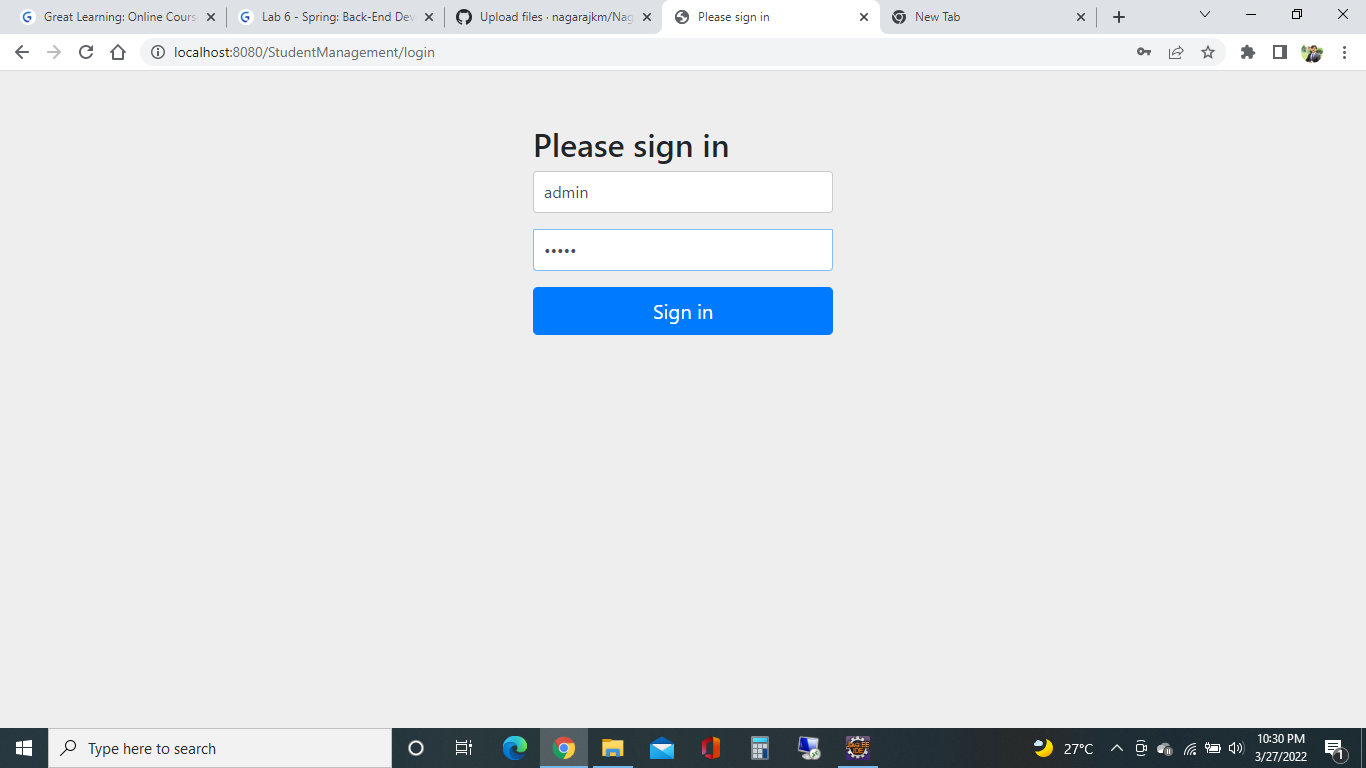 Great Learning: Online Cours
Lab 6 - Spring: Back-End Dev
Upload files · nagarajkm/Nag
Please sign in
New Tab
localhost:8080/StudentManagement/login
Please sign in
admin
•••••
Sign in
Type here to search
27°C
10:30 PM
3/27/2022
1